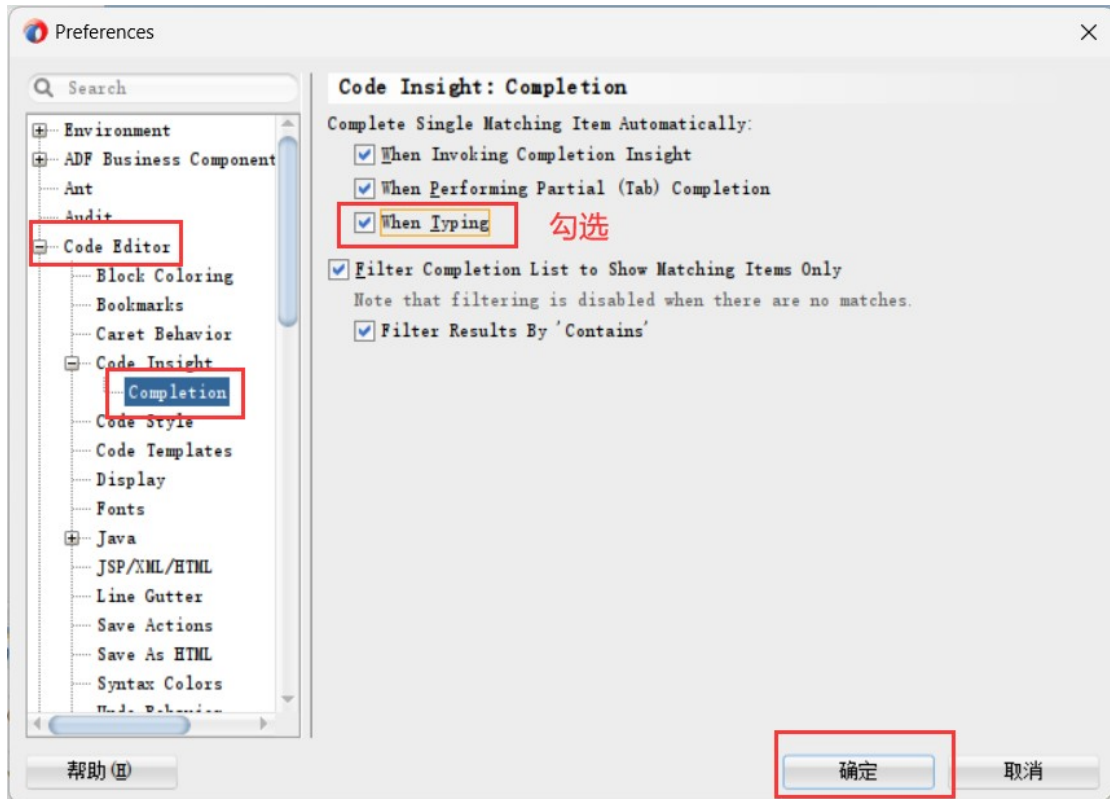 Preferences
Search
Environment
ADF Business Component
Ant
Audit
Code Editor
Block Coloring
Bookmarks
Caret Behavior
Code Insight
Completion
Code Style
Code Templates
Display
Fonts
Java
JSP/XML/HTML
Line Gutter
Save Actions
Save As HTML
Syntax Colors
Undo Behavior
Code Insight: Completion
Complete Single Matching Item Automatically:
When Invoking Completion Insight
When Performing Partial (Tab) Completion
When Typing 勾选
Filter Completion List to Show Matching Items Only
Note that filtering is disabled when there are no matches.
Filter Results By 'Contains'
帮助(H) 确定 取消